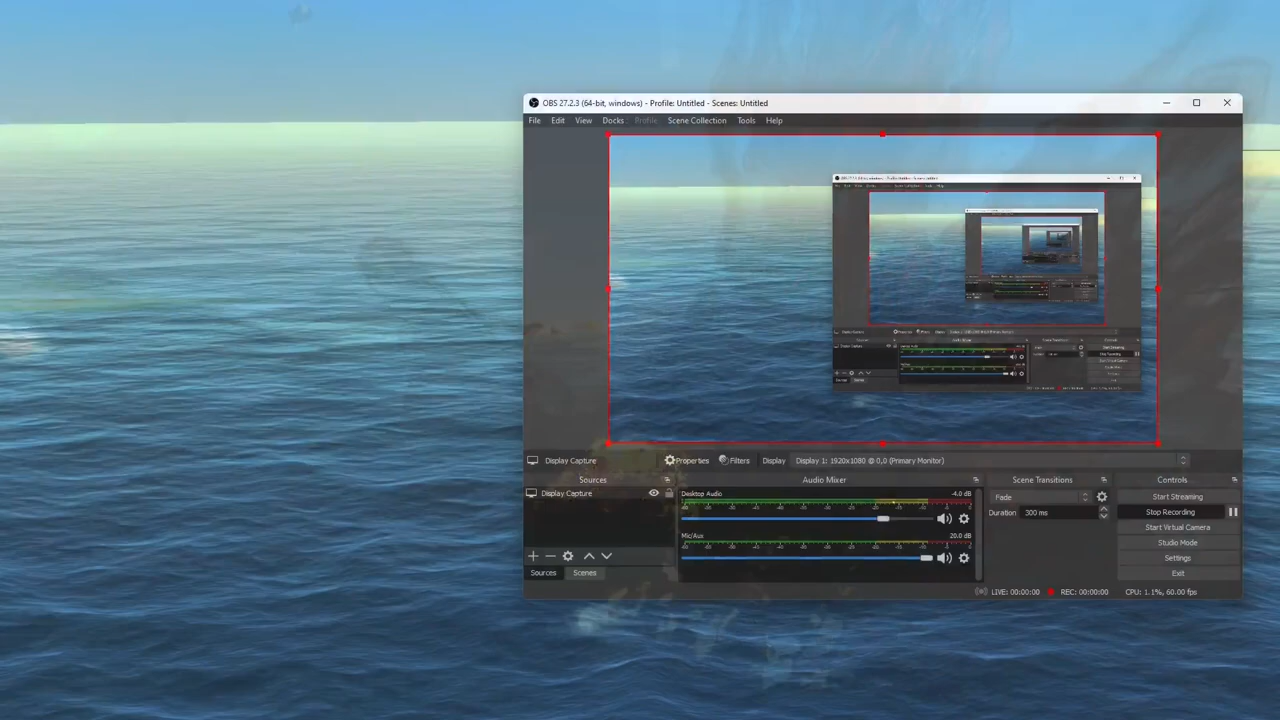 OBS 27.2.3 (64-bit, windows) - Profile: Untitled - Scenes: Untitled
File Edit View Docks Profile Scene Collection Tools Help
Display Capture Properties Filters Display Display 1: 1920x1080 @ 0,0 (Primary Monitor)
Sources Audio Mixer Scene Transitions Controls
Display Capture
Desktop Audio -4.0 dB
Mic/Aux 20.0 dB
Fade
Duration 300 ms
Start Streaming
Stop Recording
Start Virtual Camera
Studio Mode
Settings
Exit
Sources Scenes
LIVE: 00:00:00 REC: 00:00:00 CPU: 1.1%, 60.00 fps